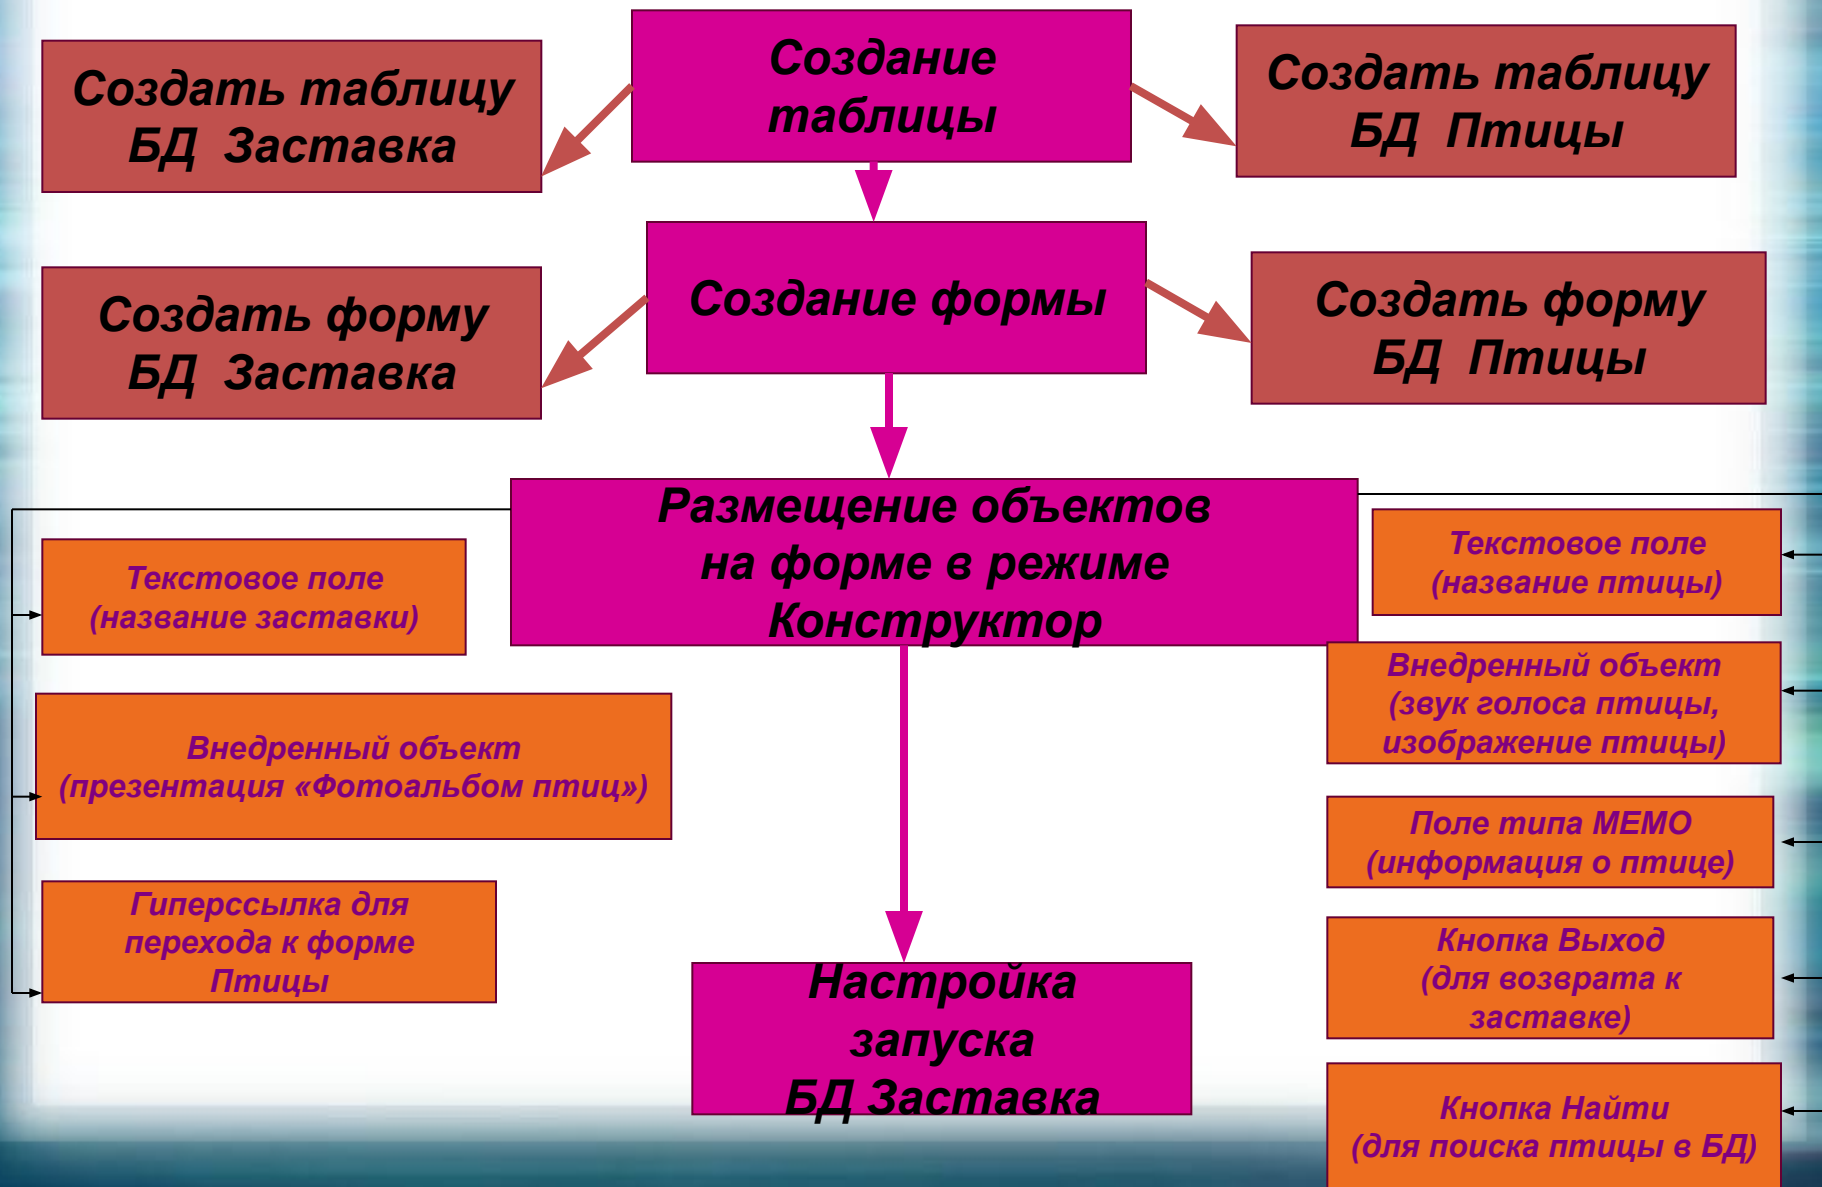 Создание
таблицы
Создать таблицу
БД Заставка
Создать таблицу
БД Птицы
Создание формы
Создать форму
БД Заставка
Создать форму
БД Птицы
Размещение объектов
на форме в режиме
Конструктор
Текстовое поле
(название заставки)
Внедренный объект
(презентация «Фотоальбом птиц»)
Гиперссылка для
перехода к форме
Птицы
Текстовое поле
(название птицы)
Внедренный объект
(звук голоса птицы,
изображение птицы)
Поле типа МЕМО
(информация о птице)
Кнопка Выход
(для возврата к
заставке)
Кнопка Найти
(для поиска птицы в БД)
Настройка
запуска
БД Заставка